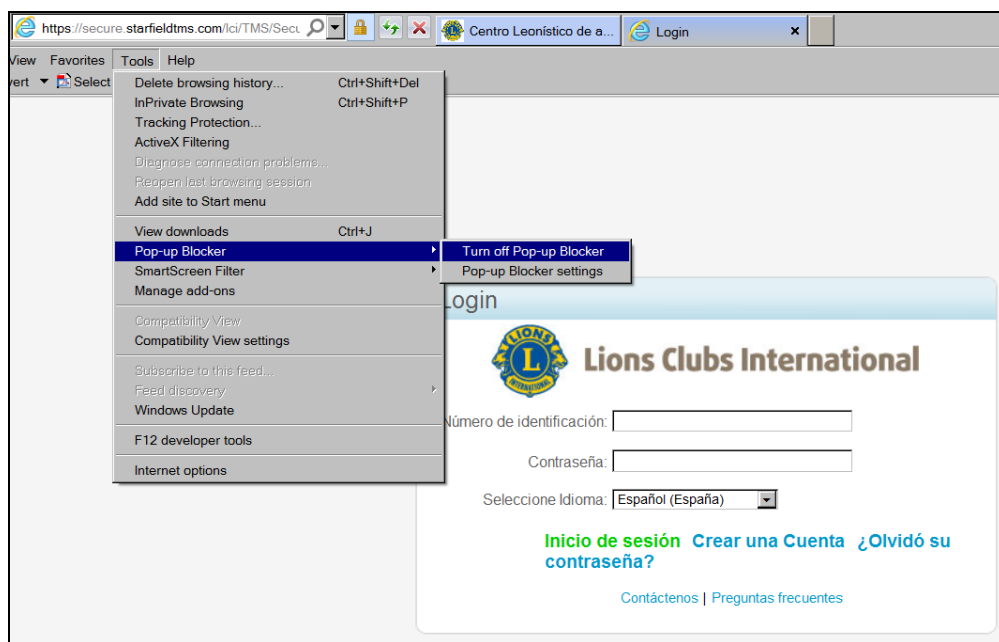 https://secure.starfieldtms.com/lci/TMS/Secu
Centro Leonístico de a...
Login
x
View Favorites Tools Help
vert Select
Delete browsing history... Ctrl+Shift+Del
InPrivate Browsing Ctrl+Shift+P
Tracking Protection...
ActiveX Filtering
Diegnose connection problems...
Reopen last browsing session
Add site to Start menu
View downloads Ctrl+J
Pop-up Blocker
Turn off Pop-up Blocker
SmartScreen Filter
Pop-up Blocker settings
Manage add-ons
Compatibility View
Compatibility View settings
Subscribe to this feed...
Feed discovery
Windows Update
F12 developer tools
Internet options
Login
LIONS
L
INTERNATIONAL
Lions Clubs International
Número de identificación:
Contraseña:
Seleccione Idioma: Español (España)
Inicio de sesión Crear una Cuenta ¿Olvidó su
contraseña?
Contáctenos | Preguntas frecuentes